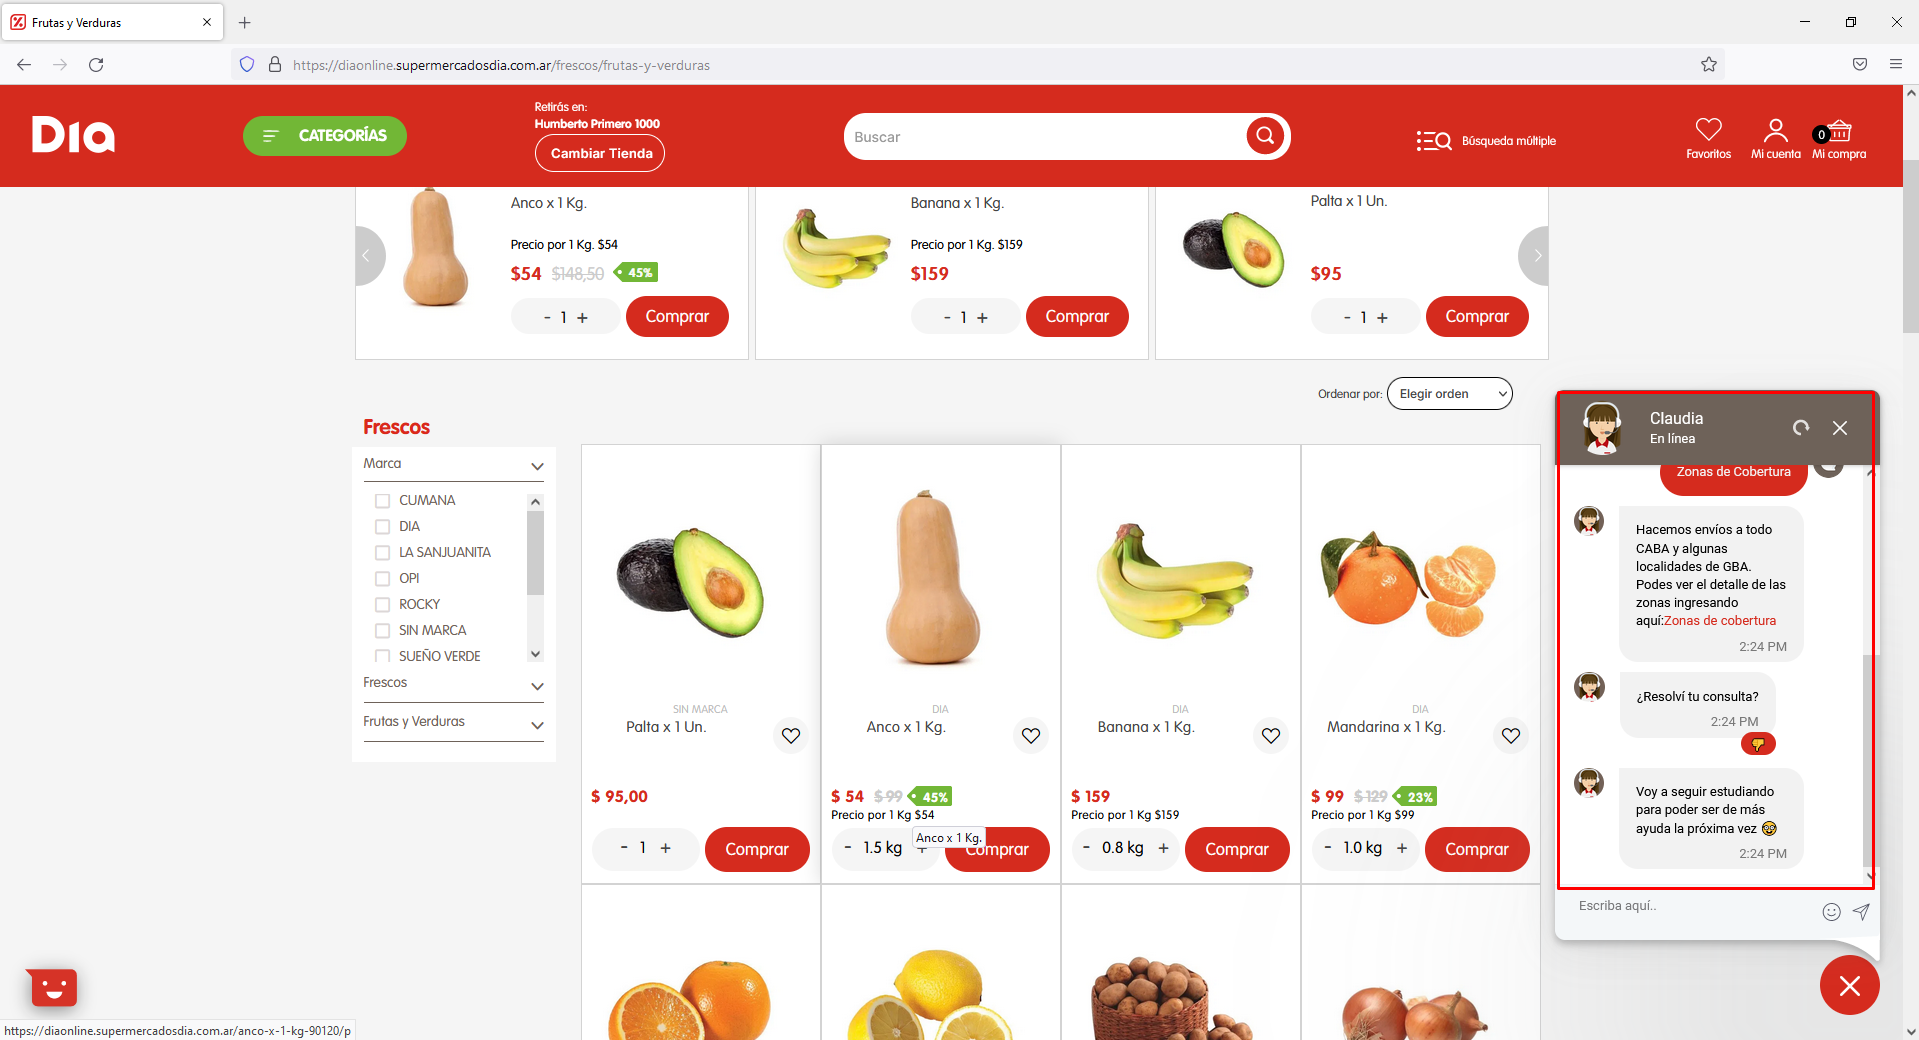 Frutas y Verduras
https://diaonline.supermercadosdia.com.ar/frescos/frutas-y-verduras
Dia
CATEGORÍAS
Retirás en:
Humberto Primero 1000
Cambiar Tienda
Buscar
Búsqueda múltiple
Favoritos
Mi cuenta
0
Mi compra
Anco x 1 Kg.
Precio por 1 Kg. $54
$54 $148,50 45%
- 1 +
Comprar
Banana x 1 Kg.
Precio por 1 Kg. $159
$159
- 1 +
Comprar
Palta x 1 Un.
$95
- 1 +
Comprar
Ordenar por:
Elegir orden
Frescos
Marca
CUMANA
DIA
LA SANJUANITA
OPI
ROCKY
SIN MARCA
SUEÑO VERDE
Frescos
Frutas y Verduras
SIN MARCA
Palta x 1 Un.
$ 95,00
- 1 +
Comprar
DIA
Anco x 1 Kg.
$ 54 $ 99 45%
Precio por 1 Kg $54
Anco x 1 Kg.
- 1.5 kg +
Comprar
DIA
Banana x 1 Kg.
$ 159
Precio por 1 Kg $159
- 0.8 kg +
Comprar
DIA
Mandarina x 1 Kg.
$ 99 $ 129 23%
Precio por 1 Kg $99
- 1.0 kg +
Comprar
Claudia
En línea
Zonas de Cobertura
Hacemos envíos a todo
CABA y algunas
localidades de GBA.
Podes ver el detalle de las
zonas ingresando
aquí:Zonas de cobertura
2:24 PM
¿Resolví tu consulta?
2:24 PM
👎
Voy a seguir estudiando
para poder ser de más
ayuda la próxima vez 🤓
2:24 PM
Escriba aquí..
https://diaonline.supermercadosdia.com.ar/anco-x-1-kg-90120/p